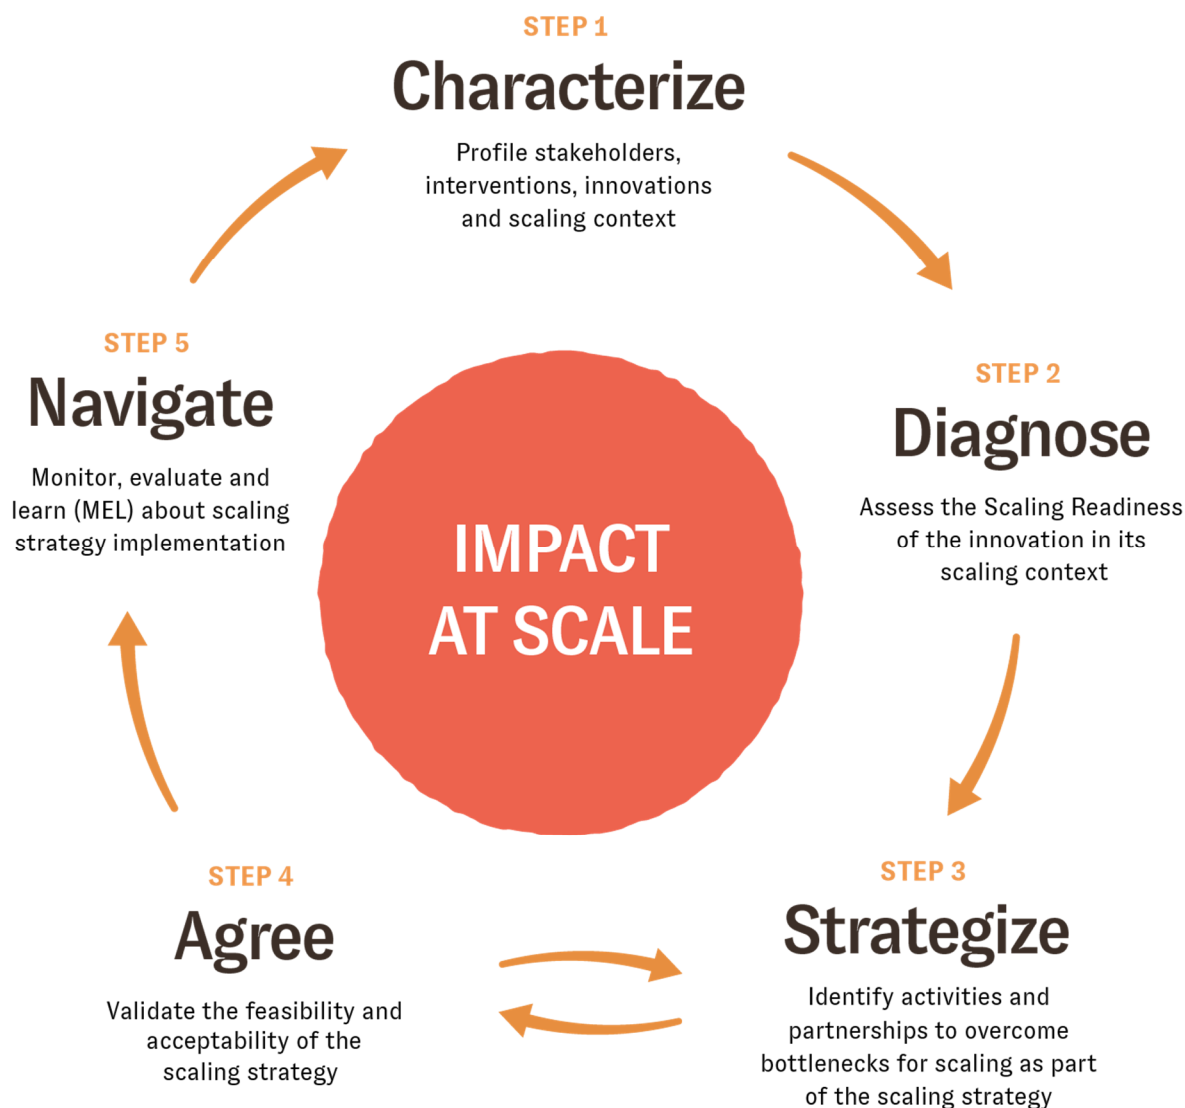 STEP 1
Characterize
Profile stakeholders,
interventions, innovations
and scaling context
STEP 2
Diagnose
Assess the Scaling Readiness
of the innovation in its
scaling context
STEP 3
Strategize
Identify activities and
partnerships to overcome
bottlenecks for scaling as part
of the scaling strategy
STEP 4
Agree
Validate the feasibility and
acceptability of the
scaling strategy
STEP 5
Navigate
Monitor, evaluate and
learn (MEL) about scaling
strategy implementation
IMPACT
AT SCALE